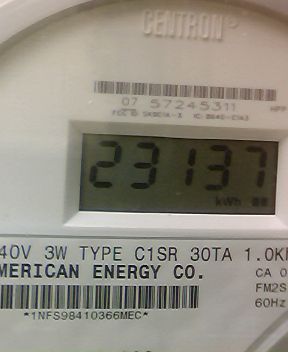 CENTRON®
07 57245311
23137
kWh
40V 3W TYPE C1SR 30TA 1.0K
MERICAN ENERGY CO.
CA 0
FM2S
60Hz
*1NFS98410366MEC*